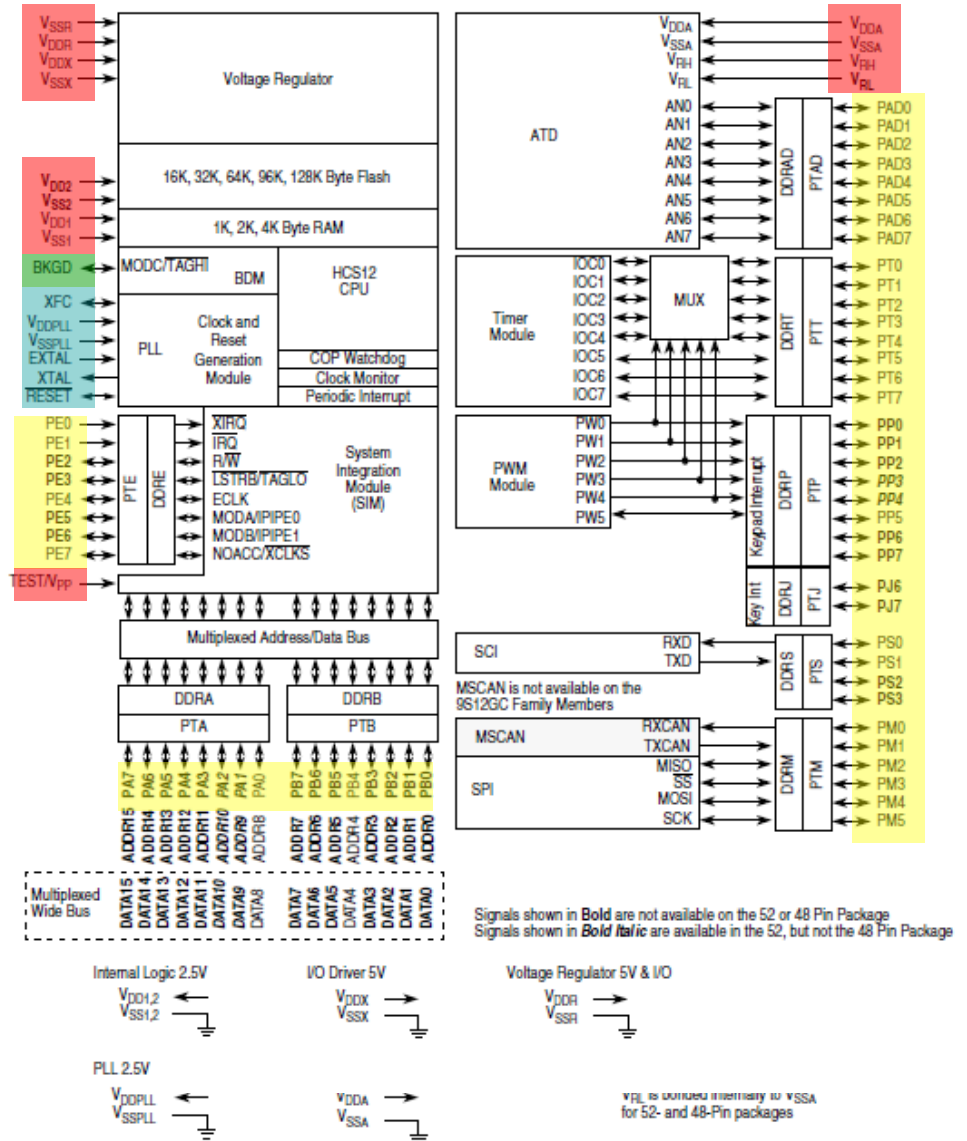 VSSR
VDDR
VDDX
VSSX
Voltage Regulator
VDD2
VSS2
VDD1
VSS1
16K, 32K, 64K, 96K, 128K Byte Flash
1K, 2K, 4K Byte RAM
BKGD
MODC/TAGHI
BDM
HCS12
CPU
XFC
VDDPLL
VSSPLL
EXTAL
XTAL
RESET
PLL
Clock and
Reset
Generation
Module
COP Watchdog
Clock Monitor
Periodic Interrupt
PE0
PE1
PE2
PE3
PE4
PE5
PE6
PE7
TEST/VPP
PTE
DDRE
XIRQ
IRQ
R/W
LSTRB/TAGLO
ECLK
MODA/IPIPE0
MODB/IPIPE1
NOACC/XCLKS
System
Integration
Module
(SIM)
Multiplexed Address/Data Bus
DDRA
PTA
DDRB
PTB
PA7 PA6 PA5 PA4 PA3 PA2 PA1 PA0 PB7 PB6 PB5 PB4 PB3 PB2 PB1 PB0
ADDR15 ADDR14 ADDR13 ADDR12 ADDR11 ADDR10 ADDR9 ADDR8 ADDR7 ADDR6 ADDR5 ADDR4 ADDR3 ADDR2 ADDR1 ADDR0
Multiplexed
Wide Bus
DATA15 DATA14 DATA13 DATA12 DATA11 DATA10 DATA9 DATA8 DATA7 DATA6 DATA5 DATA4 DATA3 DATA2 DATA1 DATA0
ATD
VDDA
VSSA
VRH
VRL
AN0
AN1
AN2
AN3
AN4
AN5
AN6
AN7
DDRAD
PTAD
VDDA
VSSA
VRH
VRL
PAD0
PAD1
PAD2
PAD3
PAD4
PAD5
PAD6
PAD7
Timer
Module
IOC0
IOC1
IOC2
IOC3
IOC4
IOC5
IOC6
IOC7
MUX
DDRT
PTT
PT0
PT1
PT2
PT3
PT4
PT5
PT6
PT7
PWM
Module
PW0
PW1
PW2
PW3
PW4
PW5
Keypad Interrupt
DDRP
PTP
PP0
PP1
PP2
PP3
PP4
PP5
PP6
PP7
Key Int
DDRJ
PTJ
PJ6
PJ7
SCI
RXD
TXD
DDRS
PTS
PS0
PS1
PS2
PS3
MSCAN is not available on the
9S12GC Family Members
MSCAN
RXCAN
TXCAN
SPI
MISO
SS
MOSI
SCK
DDRM
PTM
PM0
PM1
PM2
PM3
PM4
PM5
Signals shown in Bold are not available on the 52 or 48 Pin Package
Signals shown in Bold Italic are available in the 52, but not the 48 Pin Package
Internal Logic 2.5V
VDD1,2
VSS1,2
I/O Driver 5V
VDDX
VSSX
Voltage Regulator 5V & I/O
VDDR
VSSR
PLL 2.5V
VDDPLL
VSSPLL
VDDA
VSSA
VRL is bonded internally to VSSA
for 52- and 48-Pin packages